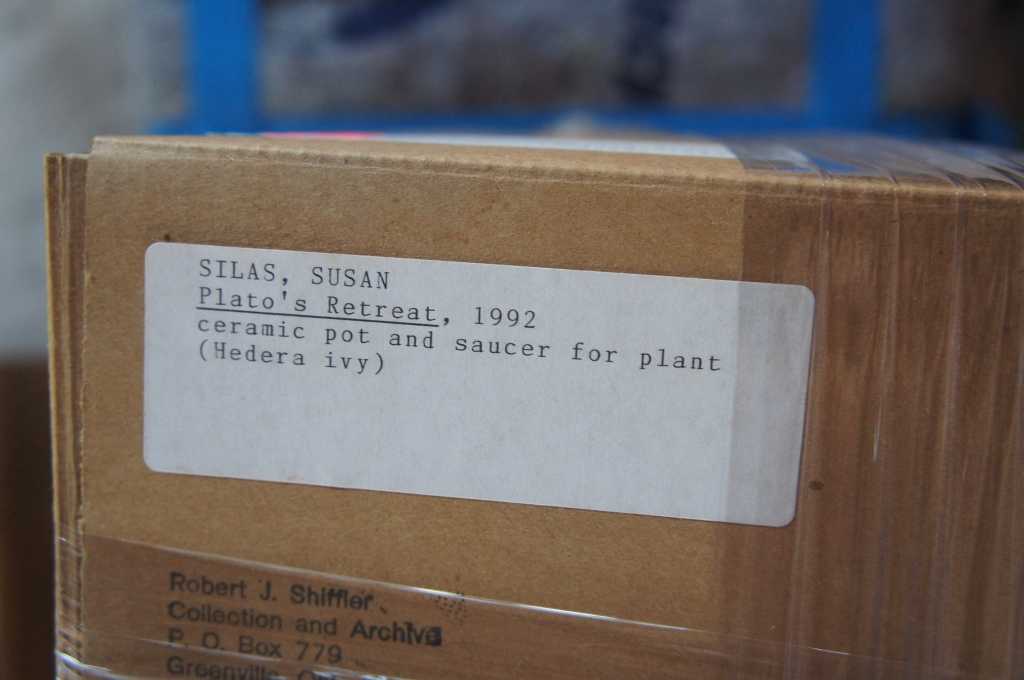 SILAS, SUSAN
Plato's Retreat, 1992
ceramic pot and saucer for plant
(Hedera ivy)
Robert J. Shiffler
Collection and Archive
P. O. Box 779
Greenville